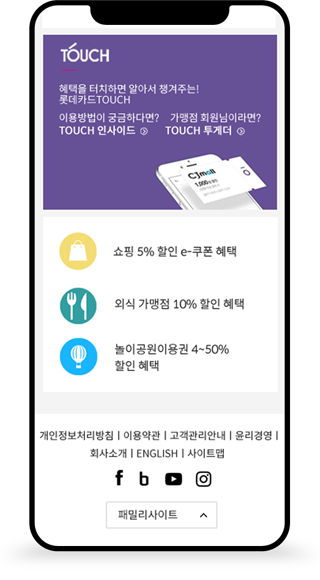 TOUCH
혜택을 터치하면 알아서 챙겨주는!
롯데카드TOUCH
이용방법이 궁금하다면? 가맹점 회원님이라면?
TOUCH 인사이드 TOUCH 투게더
CJmall
1,000
쇼핑 5% 할인 e-쿠폰 혜택
외식 가맹점 10% 할인 혜택
놀이공원이용권 4~50%
할인 혜택
개인정보처리방침 | 이용약관 | 고객관리안내 | 윤리경영 |
회사소개 | ENGLISH | 사이트맵
패밀리사이트